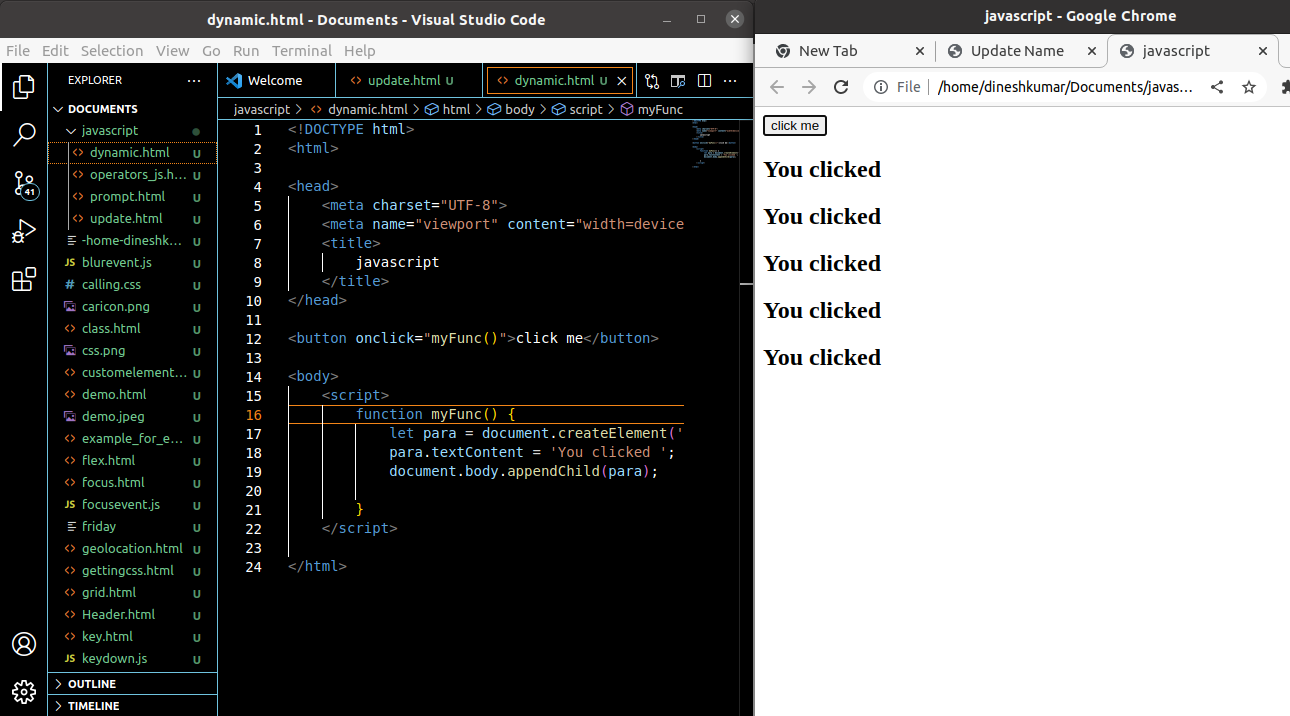 dynamic.html - Documents - Visual Studio Code
File Edit Selection View Go Run Terminal Help
EXPLORER
DOCUMENTS
javascript
dynamic.html U
operators_js.h... U
prompt.html U
update.html U
-home-dineshk... U
blurevent.js U
calling.css U
caricon.png U
class.html U
css.png U
customelement... U
demo.html U
demo.jpeg U
example_for_e... U
flex.html U
focus.html U
focusevent.js U
friday U
geolocation.html U
gettingcss.html U
grid.html U
Header.html U
key.html U
keydown.js U
OUTLINE
TIMELINE
41
Welcome
update.html U
dynamic.html U
javascript > dynamic.html > html > body > script > myFunc
1 <!DOCTYPE html>
2 <html>
3
4 <head>
5 <meta charset="UTF-8">
6 <meta name="viewport" content="width=device
7 <title>
8 javascript
9 </title>
10 </head>
11
12 <button onclick="myFunc()">click me</button>
13
14 <body>
15 <script>
16 function myFunc() {
17 let para = document.createElement('
18 para.textContent = 'You clicked ';
19 document.body.appendChild(para);
20
21 }
22 </script>
23
24 </html>
javascript - Google Chrome
New Tab
Update Name
javascript
File | /home/dineshkumar/Documents/javas...
click me
You clicked
You clicked
You clicked
You clicked
You clicked